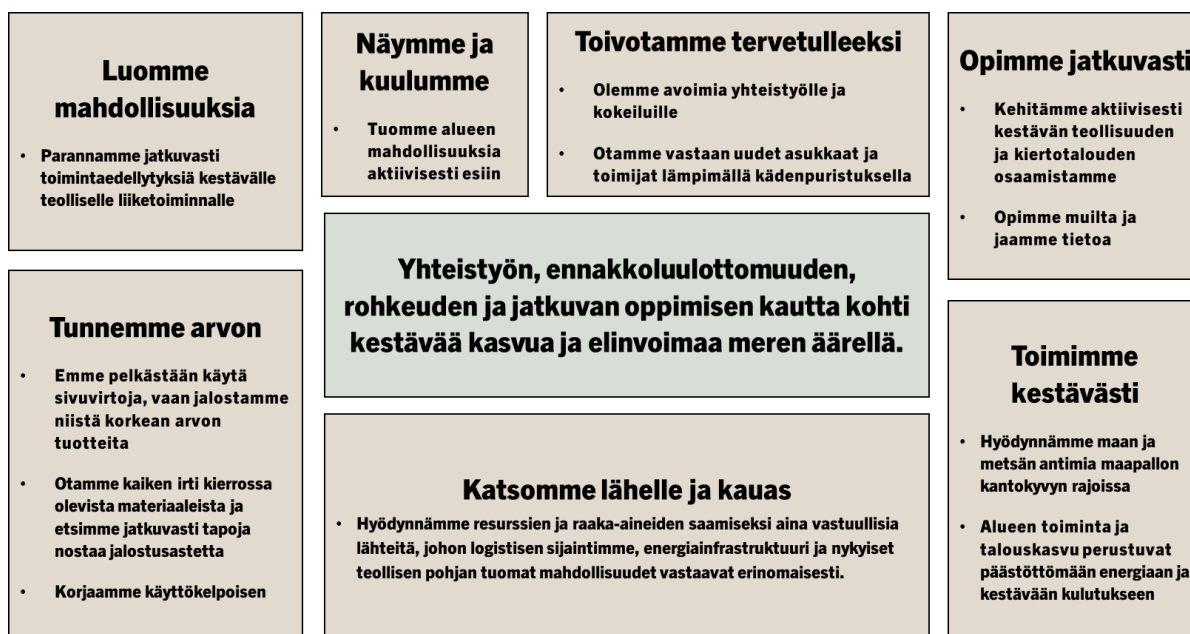 Luomme
mahdollisuuksia
• Parannamme jatkuvasti
toimintaedellytyksiä kestävälle
teolliselle liiketoiminnalle
Näymme ja
kuulumme
• Tuomme alueen
mahdollisuuksia
aktiivisesti esiin
Toivotamme tervetulleeksi
• Olemme avoimia yhteistyölle ja
kokeiluille
• Otamme vastaan uudet asukkaat ja
toimijat lämpimällä kädenpuristuksella
Opimme jatkuvasti
• Kehitämme aktiivisesti
kestävän teollisuuden
ja kiertotalouden
osaamistamme
• Opimme muilta ja
jaamme tietoa
Yhteistyön, ennakkoluulottomuuden,
rohkeuden ja jatkuvan oppimisen kautta kohti
kestävää kasvua ja elinvoimaa meren äärellä.
Tunnemme arvon
• Emme pelkästään käytä
sivuvirtoja, vaan jalostamme
niistä korkean arvon
tuotteita
• Otamme kaiken irti kierrossa
olevista materiaaleista ja
etsimme jatkuvasti tapoja
nostaa jalostusastetta
• Korjaamme käyttökelpoisen
Katsomme lähelle ja kauas
• Hyödynnämme resurssien ja raaka-aineiden saamiseksi aina vastuullisia
lähteitä, johon logistisen sijaintimme, energiainfrastruktuuri ja nykyiset
teollisen pohjan tuomat mahdollisuudet vastaavat erinomaisesti.
Toimimme
kestävästi
• Hyödynnämme maan ja
metsän antimia maapallon
kantokyvyn rajoissa
• Alueen toiminta ja
talouskasvu perustuvat
päästöttömään energiaan ja
kestävään kulutukseen